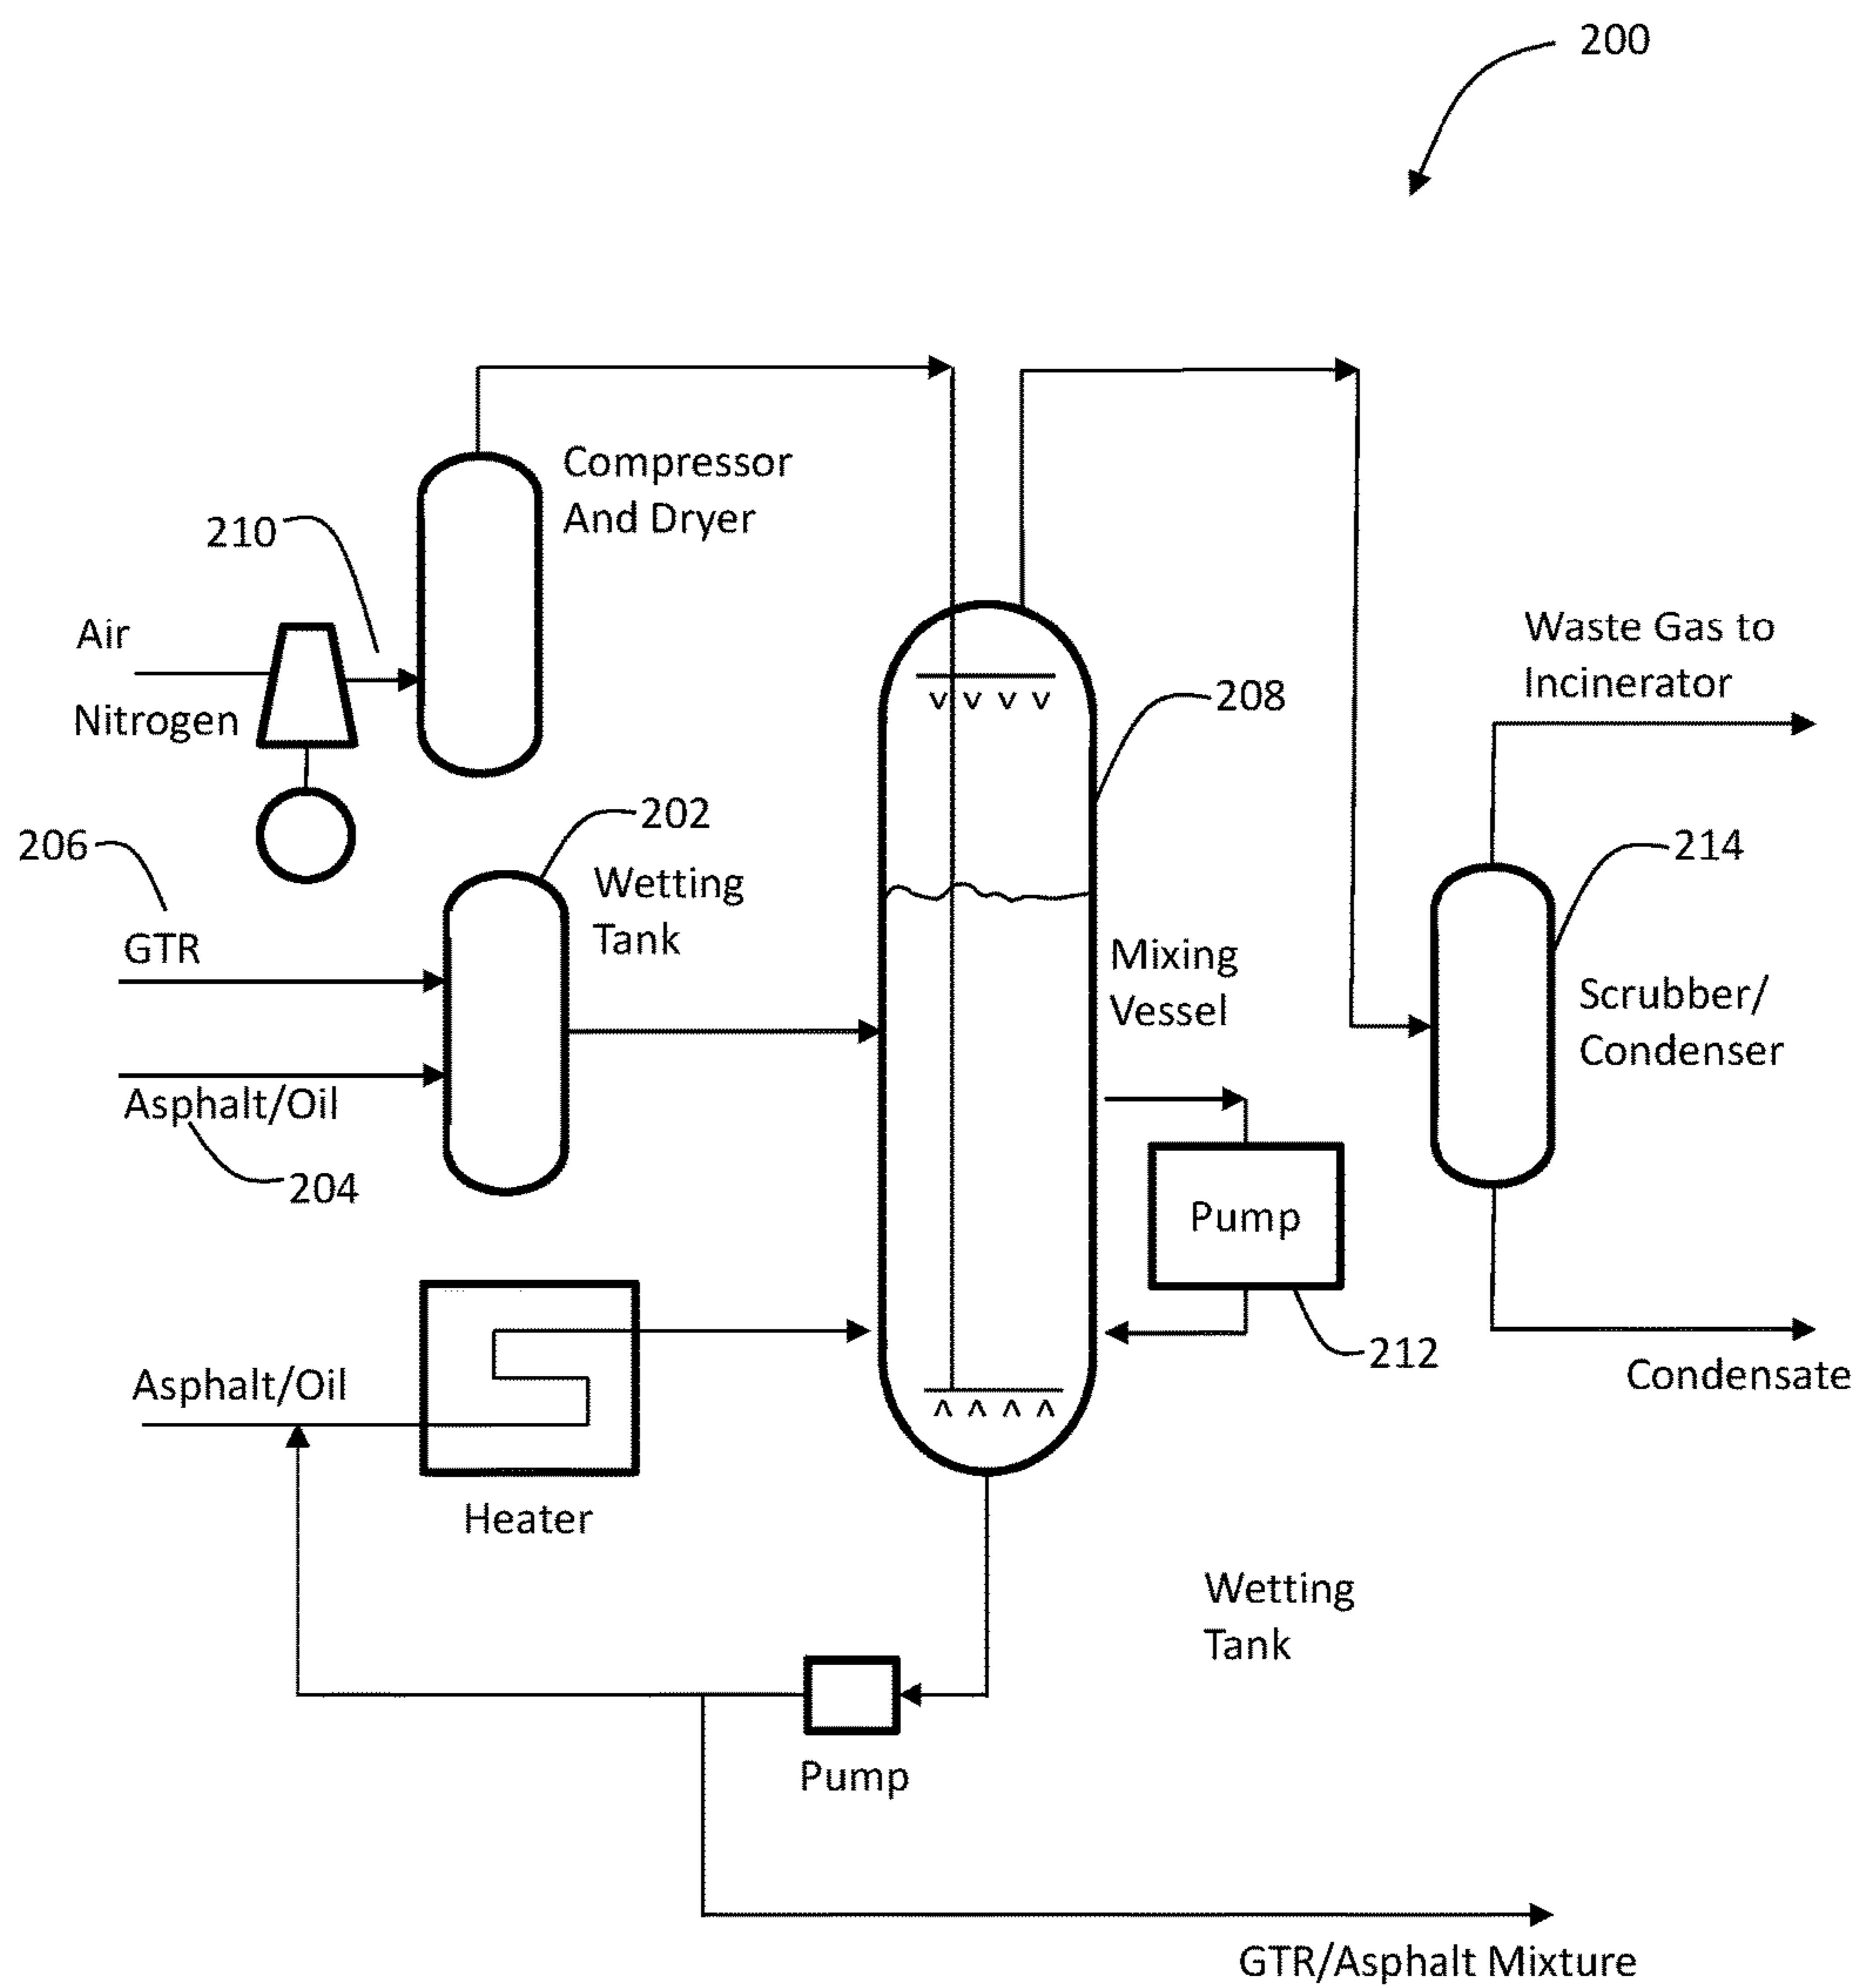 200
Compressor
And Dryer
210
Air
Nitrogen
Waste Gas to
Incinerator
208
202
206
Wetting
Tank
214
GTR
Mixing
Vessel
Scrubber/
Condenser
Asphalt/Oil
204
Pump
212
Asphalt/Oil
Condensate
Heater
Wetting
Tank
Pump
GTR/Asphalt Mixture